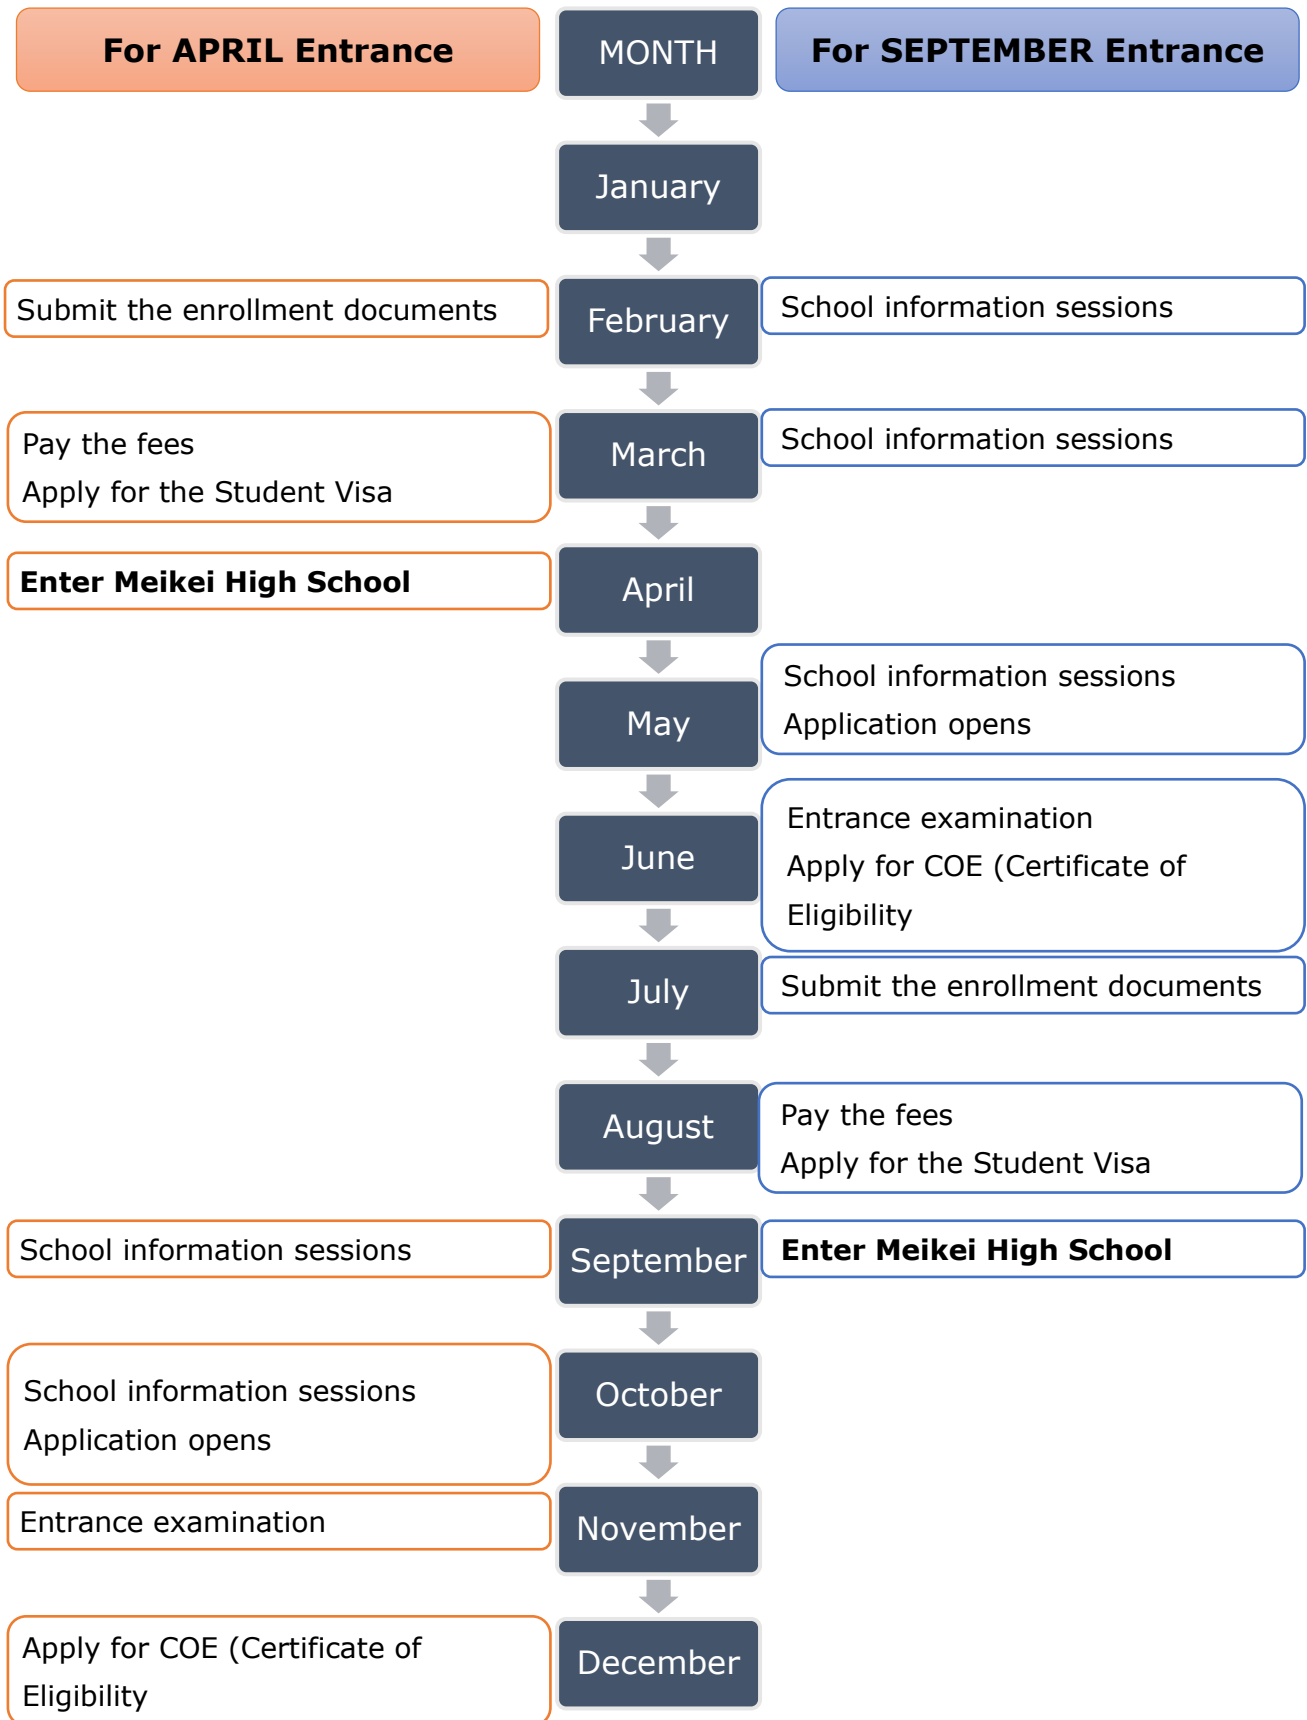 For APRIL Entrance
MONTH
For SEPTEMBER Entrance
January
Submit the enrollment documents
February
School information sessions
Pay the fees
Apply for the Student Visa
March
School information sessions
Enter Meikei High School
April
May
School information sessions
Application opens
June
Entrance examination
Apply for COE (Certificate of
Eligibility
July
Submit the enrollment documents
August
Pay the fees
Apply for the Student Visa
School information sessions
September
Enter Meikei High School
School information sessions
Application opens
October
Entrance examination
November
Apply for COE (Certificate of
Eligibility
December